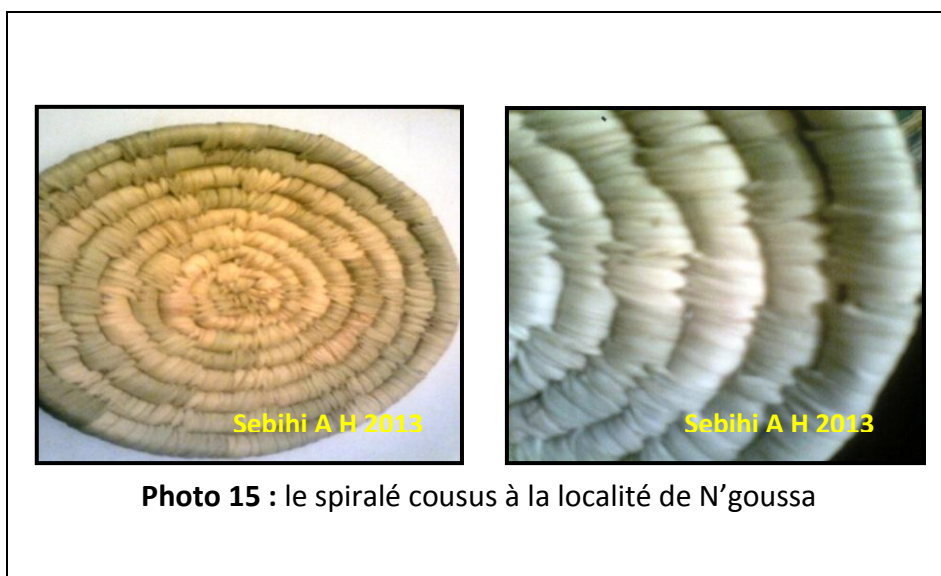 Sebihi A H 2013
Sebihi A H 2013
Photo 15 : le spiralé cousus à la localité de N’goussa